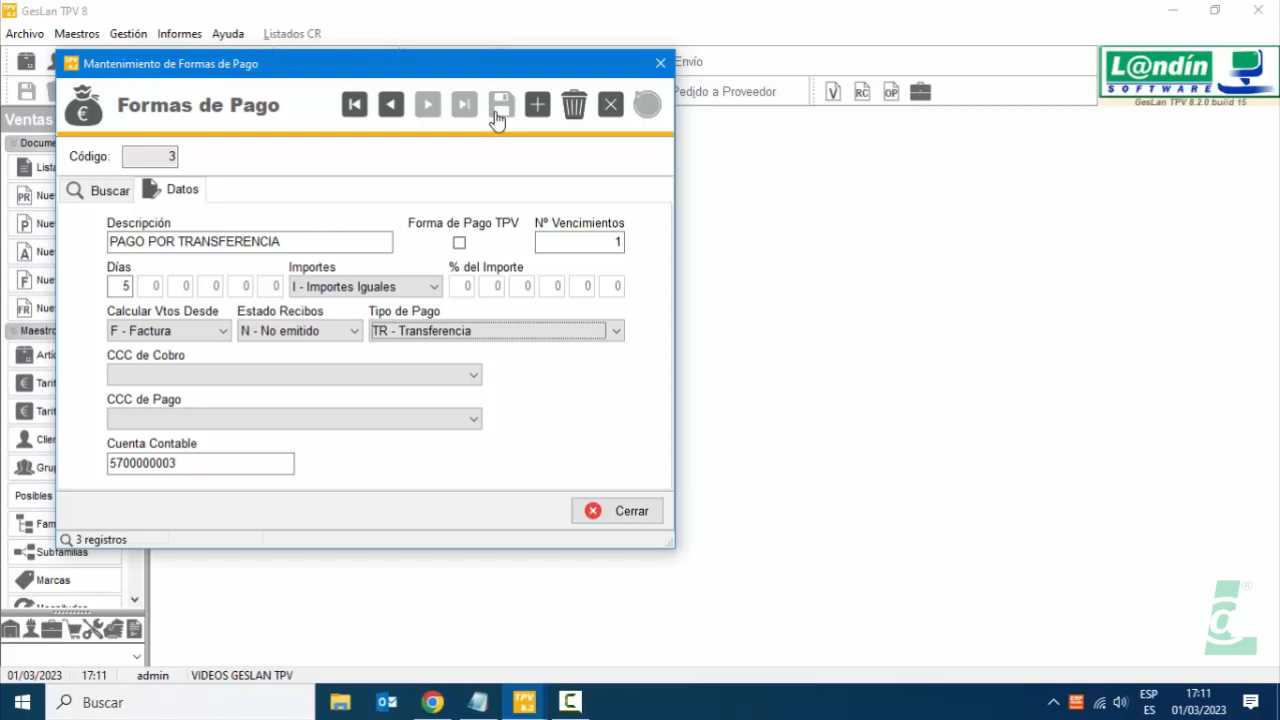 GesLan TPV 8
Archivo Maestros Gestión Informes Ayuda Listados CR
Mantenimiento de Formas de Pago
Envío
L@ndín
SOFTWARE
Formas de Pago
Pedido a Proveedor
V RC OP
GesLan TPV 8.2.0 build 15
Ventas
Código: 3
Buscar Datos
PR
P
A
F
FR
Descripción Forma de Pago TPV Nº Vencimientos
PAGO POR TRANSFERENCIA 1
Días Importes % del Importe
5 0 0 0 0 0 I - Importes Iguales 0 0 0 0 0 0
Calcular Vtos Desde Estado Recibos Tipo de Pago
F - Factura N - No emitido TR - Transferencia
CCC de Cobro
CCC de Pago
Cuenta Contable
5700000003
Posibles
Cerrar
3 registros
Subfamilias
Marcas
01/03/2023 17:11 admin VIDEOS GESLAN TPV
Buscar
ESP
ES
17:11
01/03/2023